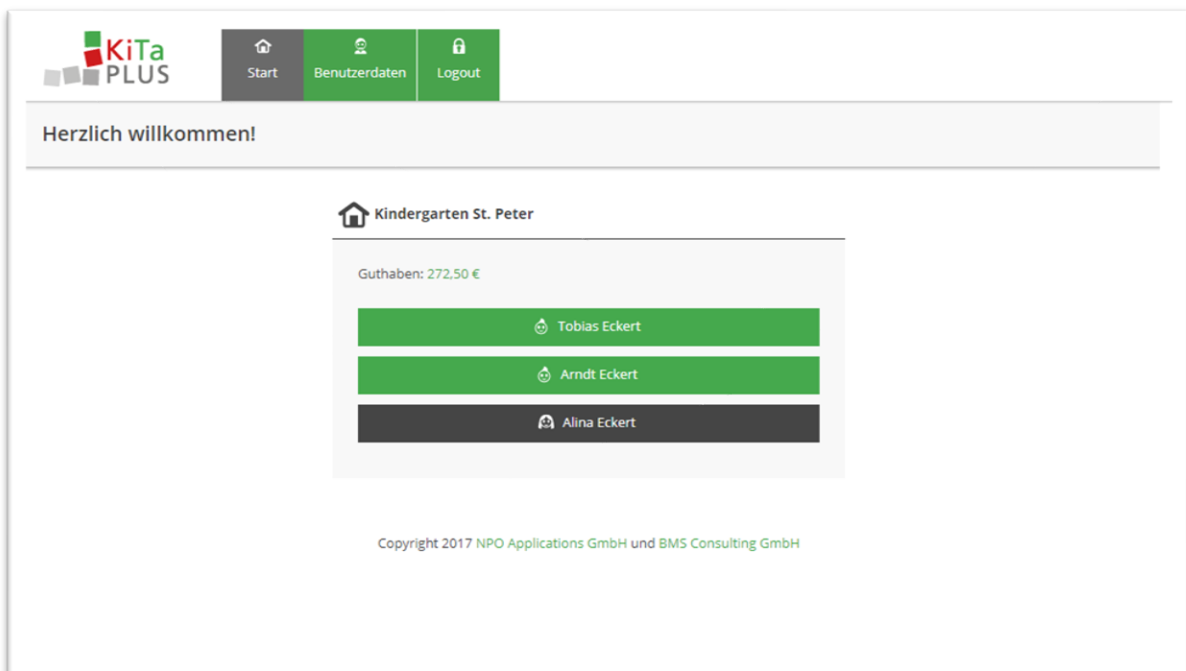 KiTa
PLUS
Start
Benutzerdaten
Logout
Herzlich willkommen!
Kindergarten St. Peter
Guthaben: 272,50 €
Tobias Eckert
Arndt Eckert
Alina Eckert
Copyright 2017 NPO Applications GmbH und BMS Consulting GmbH